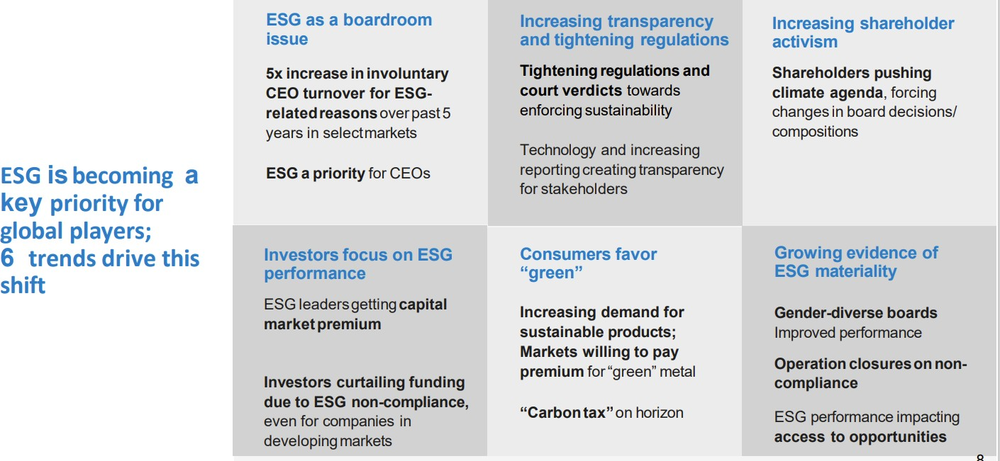 ESG is becoming a
key priority for
global players;
6 trends drive this
shift
ESG as a boardroom
issue
5x increase in involuntary
CEO turnover for ESG-
related reasons over past 5
years in select markets
ESG a priority for CEOs
Increasing transparency
and tightening regulations
Tightening regulations and
court verdicts towards
enforcing sustainability
Technology and increasing
reporting creating transparency
for stakeholders
Increasing shareholder
activism
Shareholders pushing
climate agenda, forcing
changes in board decisions/
compositions
Investors focus on ESG
performance
ESG leaders getting capital
market premium
Investors curtailing funding
due to ESG non-compliance,
even for companies in
developing markets
Consumers favor
“green”
Increasing demand for
sustainable products;
Markets willing to pay
premium for “green” metal
“Carbon tax” on horizon
Growing evidence of
ESG materiality
Gender-diverse boards
Improved performance
Operation closures on non-
compliance
ESG performance impacting
access to opportunities
8